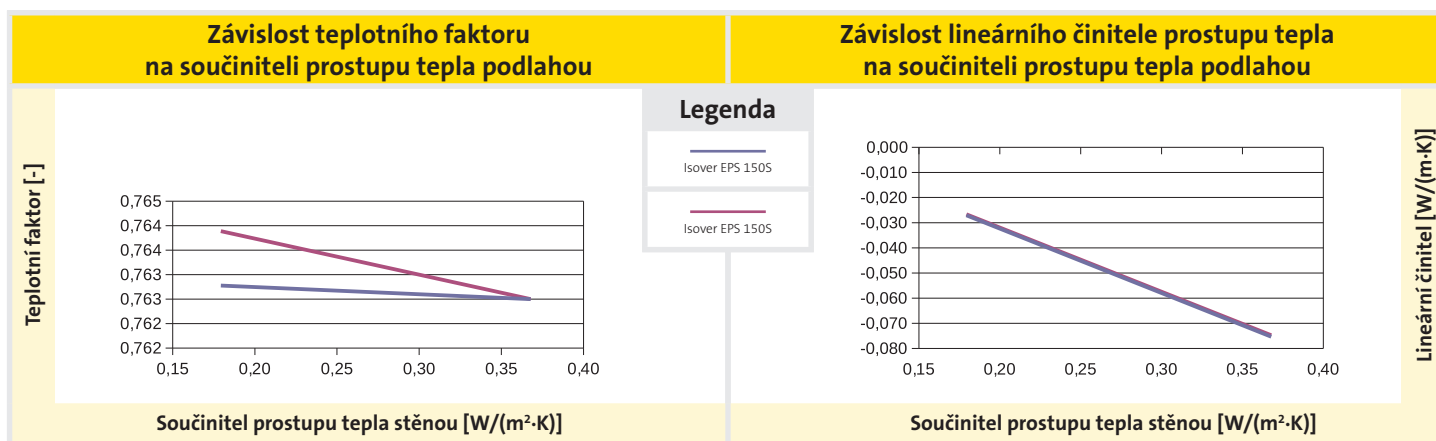 Závislost teplotního faktoru
na součiniteli prostupu tepla podlahou
Teplotní faktor [-]
0,765
0,764
0,764
0,763
0,763
0,762
0,762
0,15
0,20
0,25
0,30
0,35
0,40
Součinitel prostupu tepla stěnou [W/(m²·K)]
Legenda
Isover EPS 150S
Isover EPS 150S
Závislost lineárního činitele prostupu tepla
na součiniteli prostupu tepla podlahou
0,000
-0,010
-0,020
-0,030
-0,040
-0,050
-0,060
-0,070
-0,080
0,15
0,20
0,25
0,30
0,35
0,40
Lineární činitel [W/(m·K)]
Součinitel prostupu tepla stěnou [W/(m²·K)]